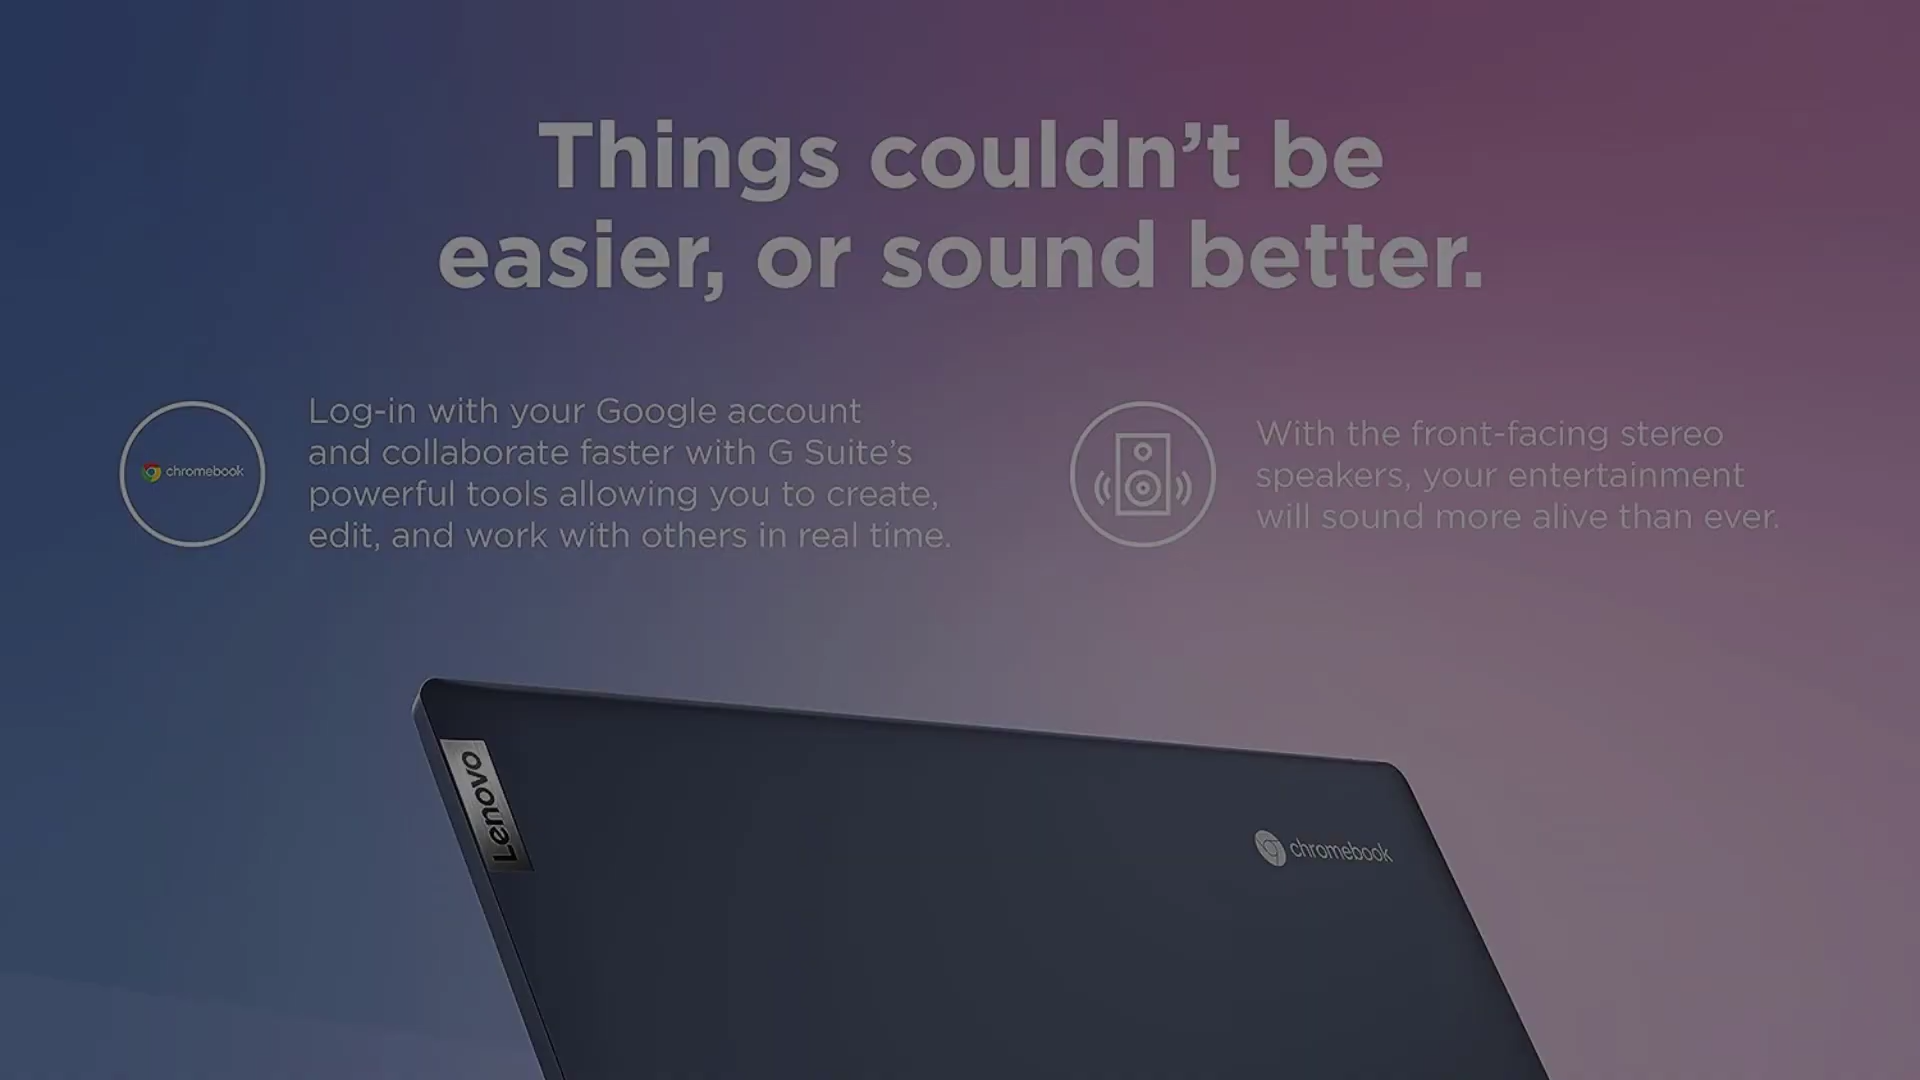 Things couldn't be
easier, or sound better.
chromebook
Log-in with your Google account
and collaborate faster with G Suite's
powerful tools allowing you to create,
edit, and work with others in real time.
With the front-facing stereo
speakers, your entertainment
will sound more alive than ever.
Lenovo
chromebook